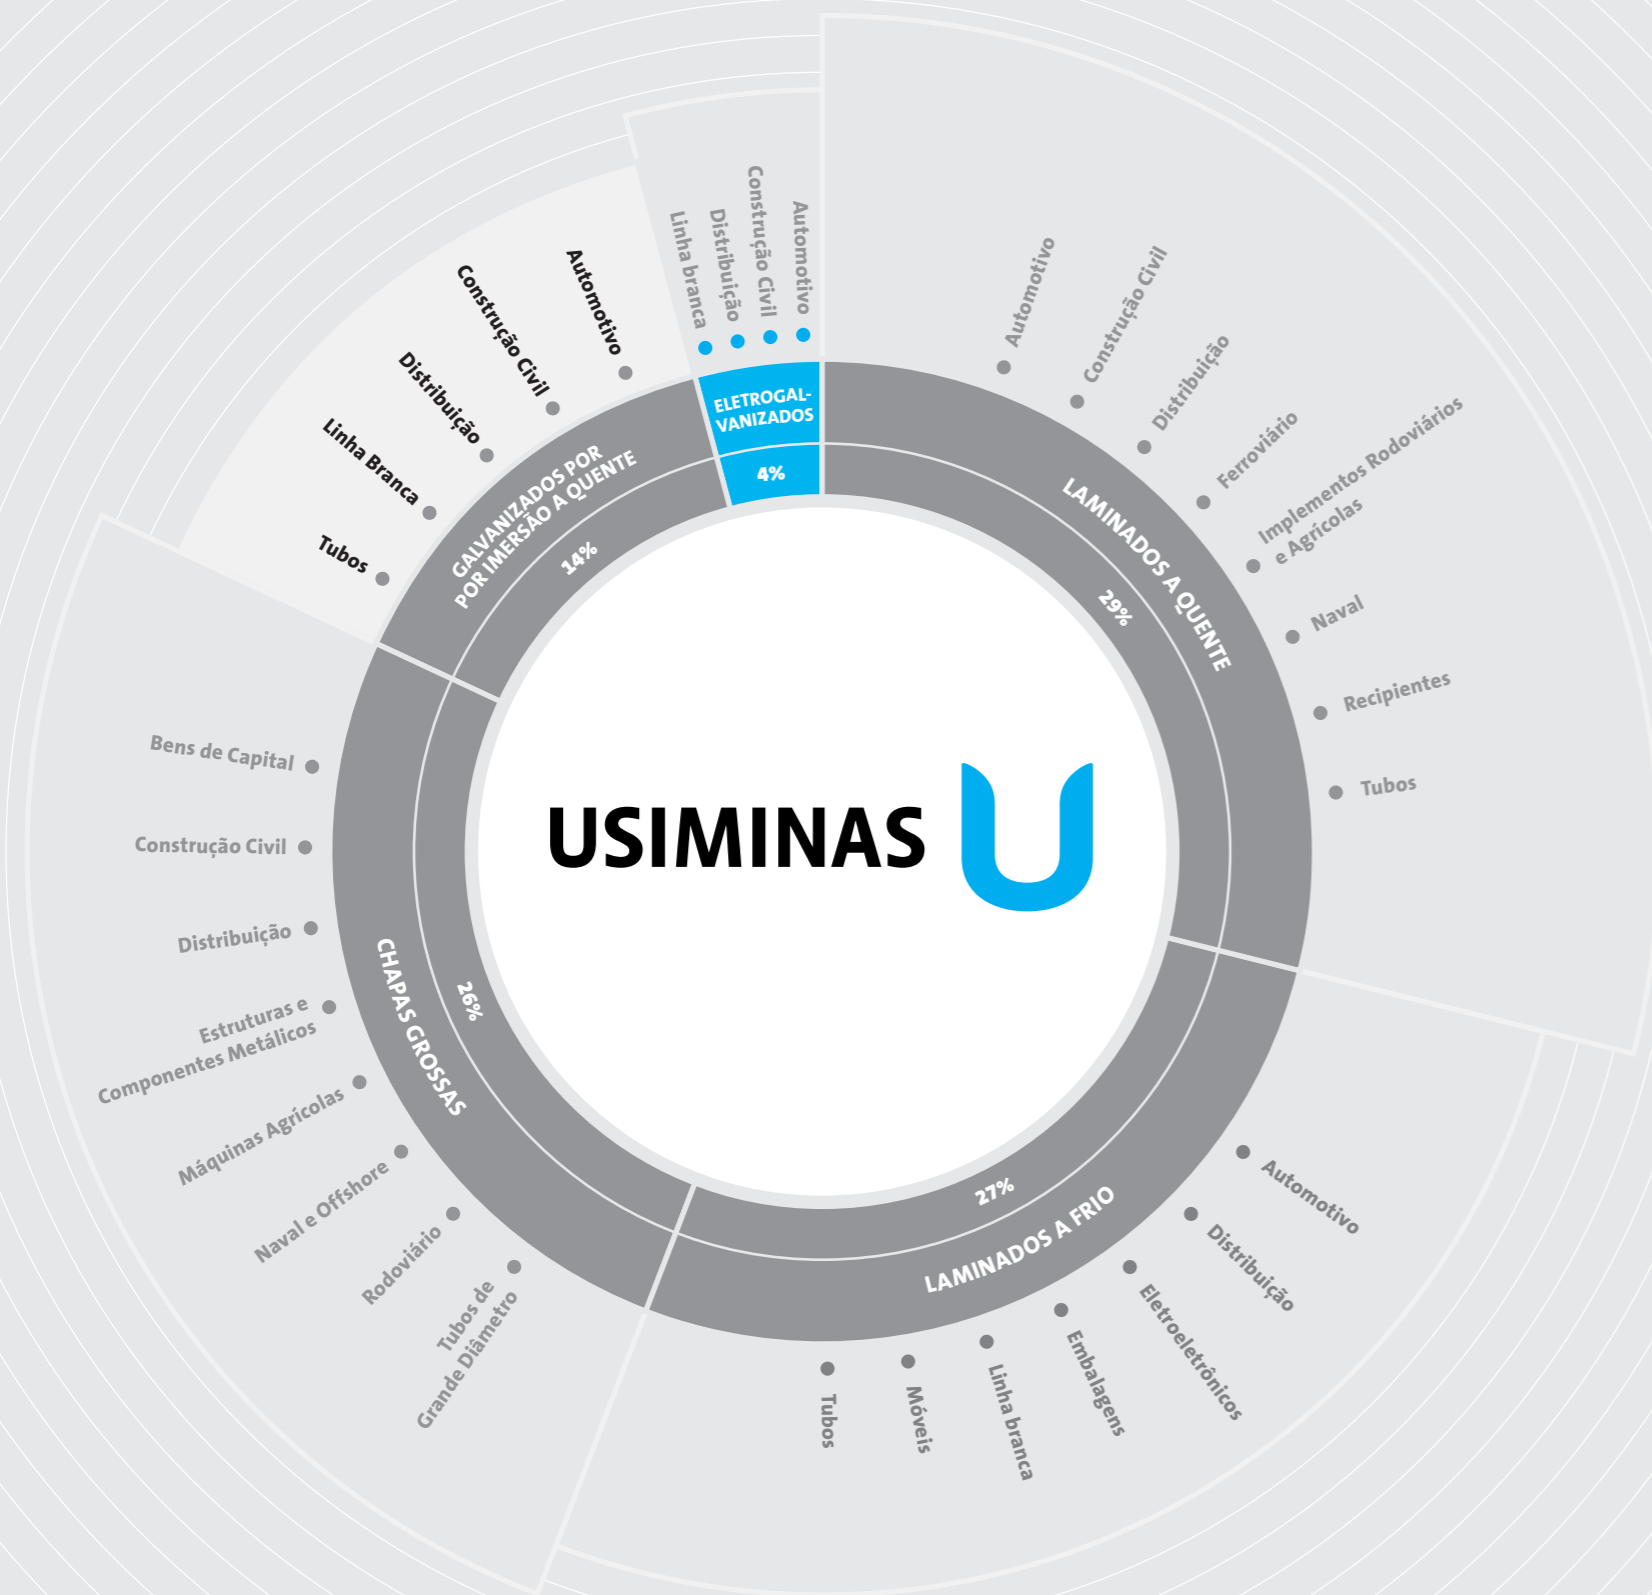 USIMINAS
LAMINADOS A QUENTE
29%
Automotivo
Construção Civil
Distribuição
Ferroviário
Implementos Rodoviários
e Agrícolas
Naval
Recipientes
Tubos
LAMINADOS A FRIO
27%
Automotivo
Distribuição
Eletroeletrônicos
Embalagens
Linha branca
Móveis
Tubos
CHAPAS GROSSAS
26%
Bens de Capital
Construção Civil
Distribuição
Estruturas e
Componentes Metálicos
Máquinas Agrícolas
Naval e Offshore
Rodoviário
Tubos de
Grande Diâmetro
GALVANIZADOS POR
POR IMERSÃO A QUENTE
14%
Tubos
Linha Branca
Distribuição
Construção Civil
Automotivo
ELETROGAL-
VANIZADOS
4%
Linha branca
Distribuição
Construção Civil
Automotivo